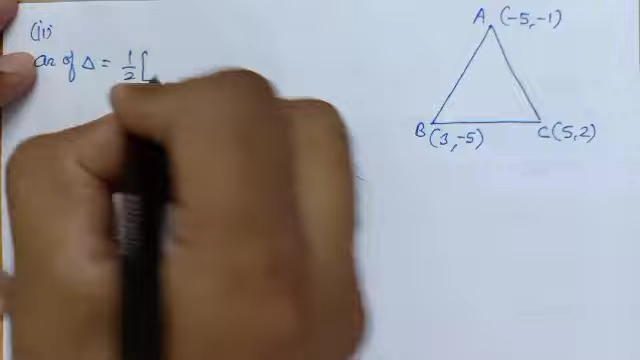 (ii)
A (-5,-1)
ar of Δ = 1/2 [
B (3,-5)
C (5,2)